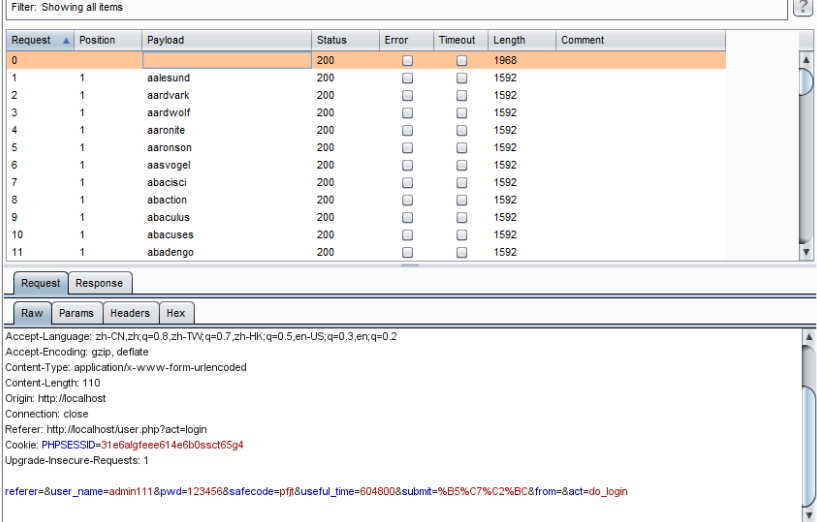 Filter: Showing all items
?
Request Position Payload Status Error Timeout Length Comment
0 200 1968
1 1 aalesund 200 1592
2 1 aardvark 200 1592
3 1 aardwolf 200 1592
4 1 aaronite 200 1592
5 1 aaronson 200 1592
6 1 aasvogel 200 1592
7 1 abacisci 200 1592
8 1 abaction 200 1592
9 1 abaculus 200 1592
10 1 abacuses 200 1592
11 1 abadengo 200 1592
Request Response
Raw Params Headers Hex
Accept-Language: zh-CN,zh;q=0.8,zh-TW;q=0.7,zh-HK;q=0.5,en-US;q=0.3,en;q=0.2
Accept-Encoding: gzip, deflate
Content-Type: application/x-www-form-urlencoded
Content-Length: 110
Origin: http://localhost
Connection: close
Referer: http://localhost/user.php?act=login
Cookie: PHPSESSID=31e6algfeee614e6b0ssct65g4
Upgrade-Insecure-Requests: 1
referer=&user_name=admin111&pwd=123456&safecode=pfjt&useful_time=604800&submit=%B5%C7%C2%BC&from=&act=do_login